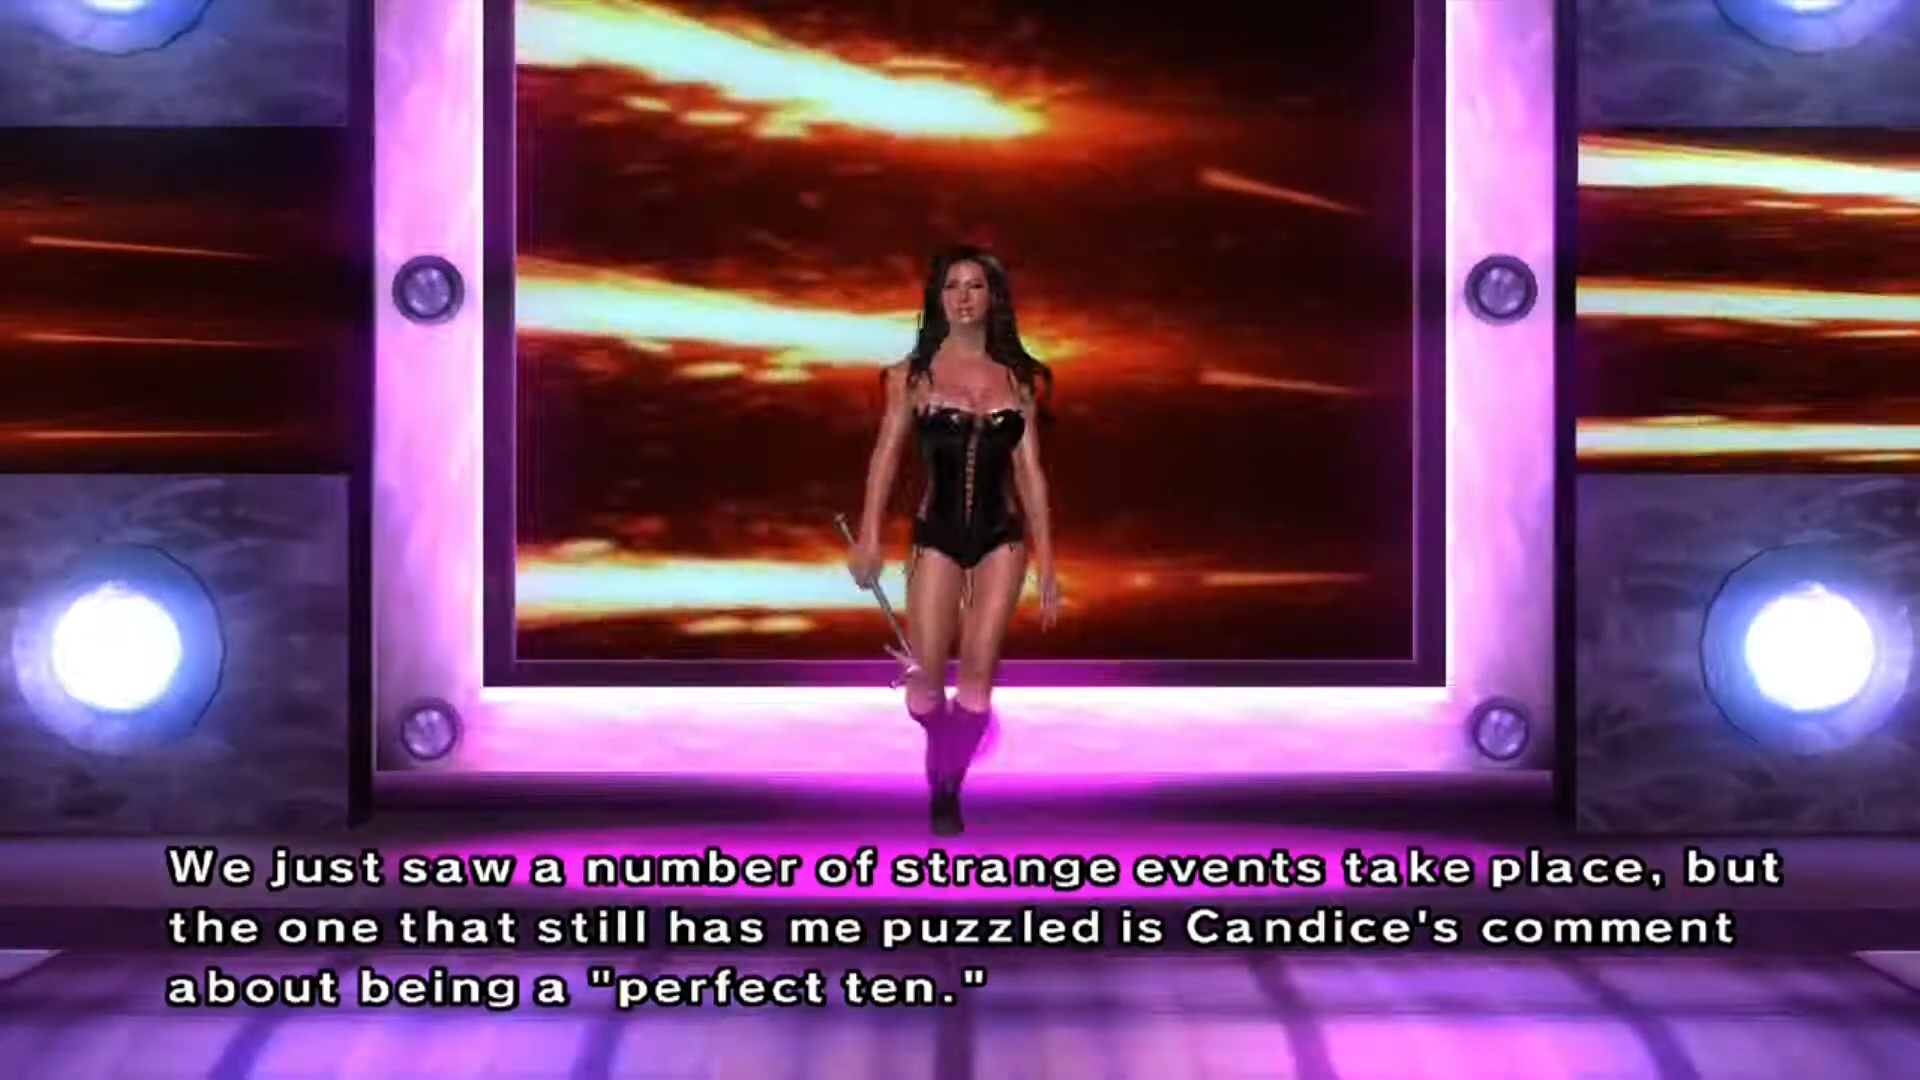 We just saw a number of strange events take place, but
the one that still has me puzzled is Candice's comment
about being a "perfect ten."